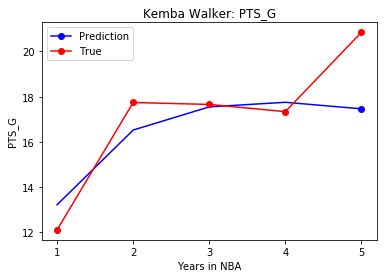 Kemba Walker: PTS_G
Prediction
True
PTS_G
20
18
16
14
12
1 2 3 4 5
Years in NBA